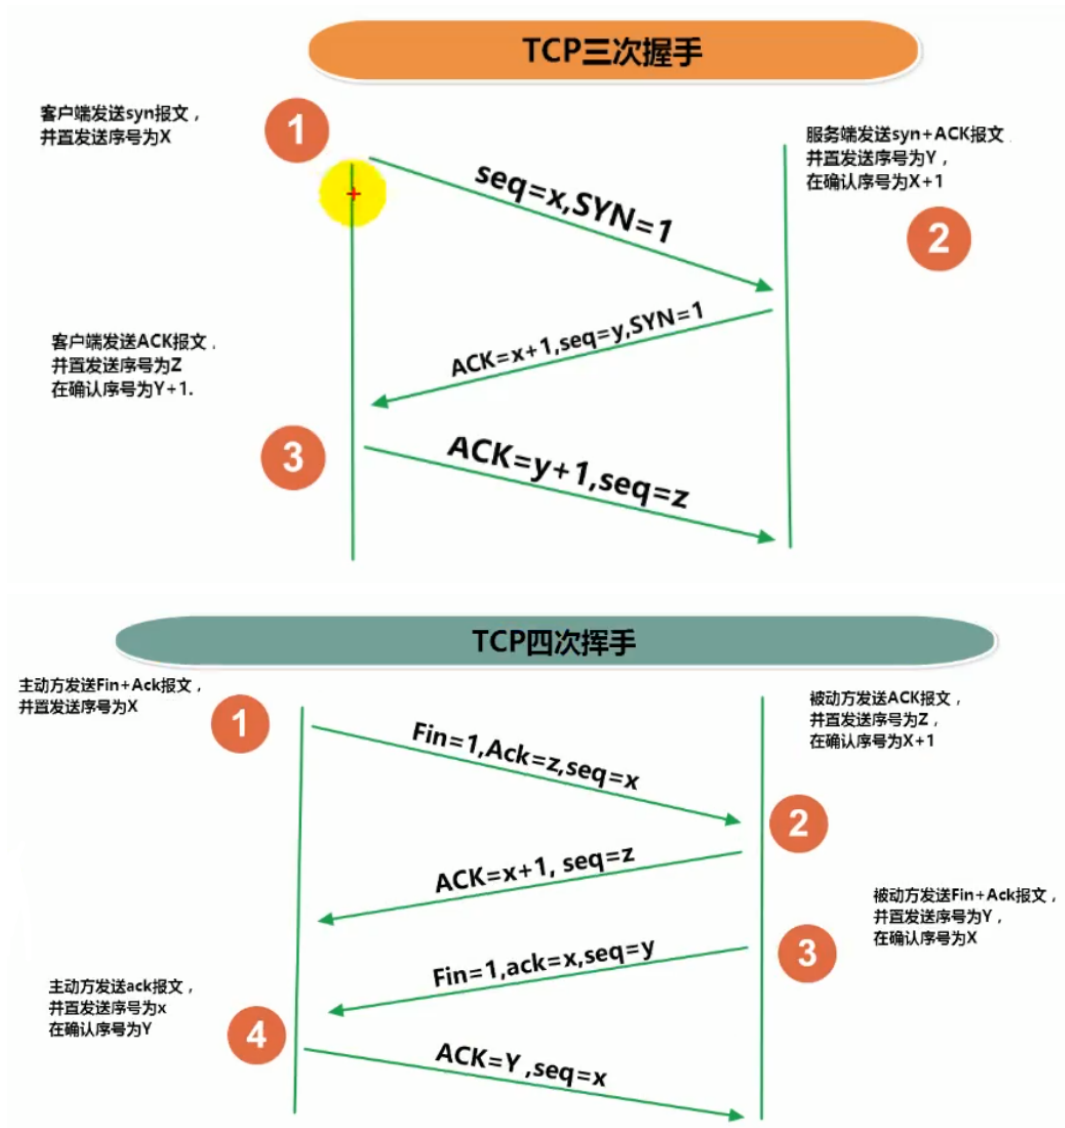 TCP三次握手
客户端发送syn报文，
并置发送序号为X
1
服务端发送syn+ACK报文
并置发送序号为Y，
在确认序号为X+1
2
seq=x,SYN=1
ACK=x+1,seq=y,SYN=1
客户端发送ACK报文，
并置发送序号为Z
在确认序号为Y+1.
3
ACK=y+1,seq=z
TCP四次挥手
主动方发送Fin+Ack报文，
并置发送序号为X
1
Fin=1,Ack=z,seq=x
被动方发送ACK报文，
并置发送序号为Z，
在确认序号为X+1
2
ACK=x+1, seq=z
被动方发送Fin+Ack报文，
并置发送序号为Y，
在确认序号为X
3
Fin=1,ack=x,seq=y
主动方发送ack报文，
并置发送序号为x
在确认序号为Y
4
ACK=Y ,seq=x